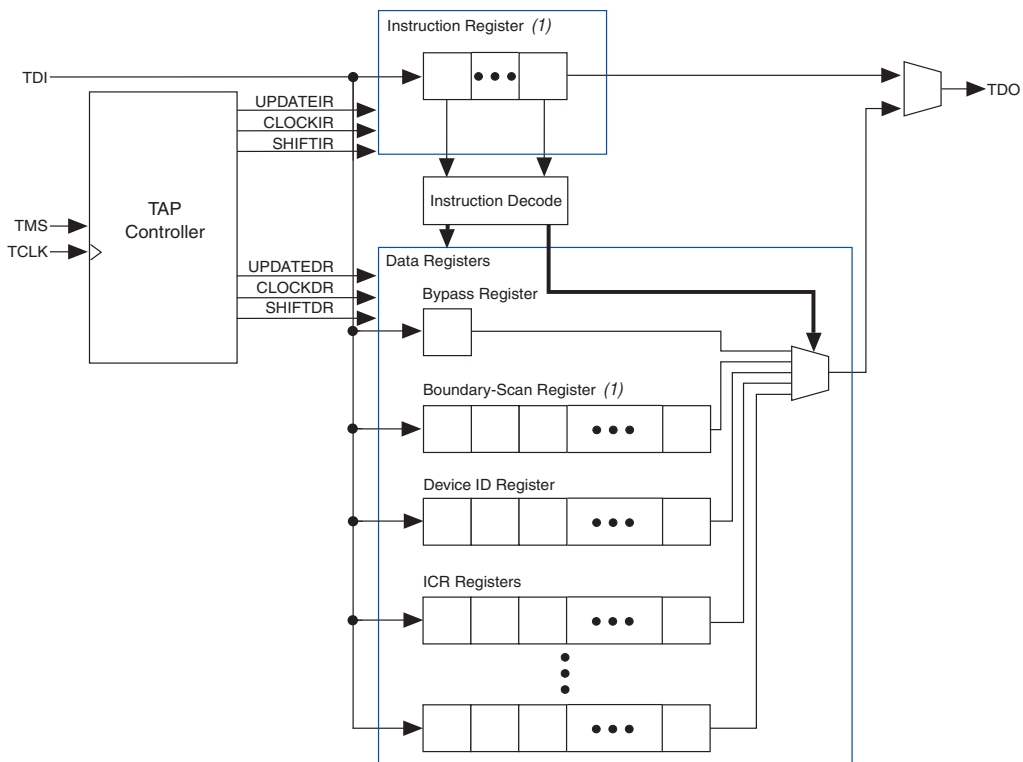 Instruction Register (1)
TDI
UPDATEIR
CLOCKIR
SHIFTIR
TDO
TAP
Controller
TMS
TCLK
Instruction Decode
UPDATEDR
CLOCKDR
SHIFTDR
Data Registers
Bypass Register
Boundary-Scan Register (1)
Device ID Register
ICR Registers